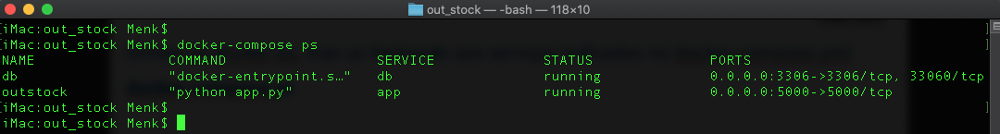 out_stock — -bash — 118×10
[iMac:out_stock Menk$ ]
[iMac:out_stock Menk$ docker-compose ps ]
NAME COMMAND SERVICE STATUS PORTS
db "docker-entrypoint.s…" db running 0.0.0.0:3306->3306/tcp, 33060/tcp
outstock "python app.py" app running 0.0.0.0:5000->5000/tcp
[iMac:out_stock Menk$ ]
iMac:out_stock Menk$